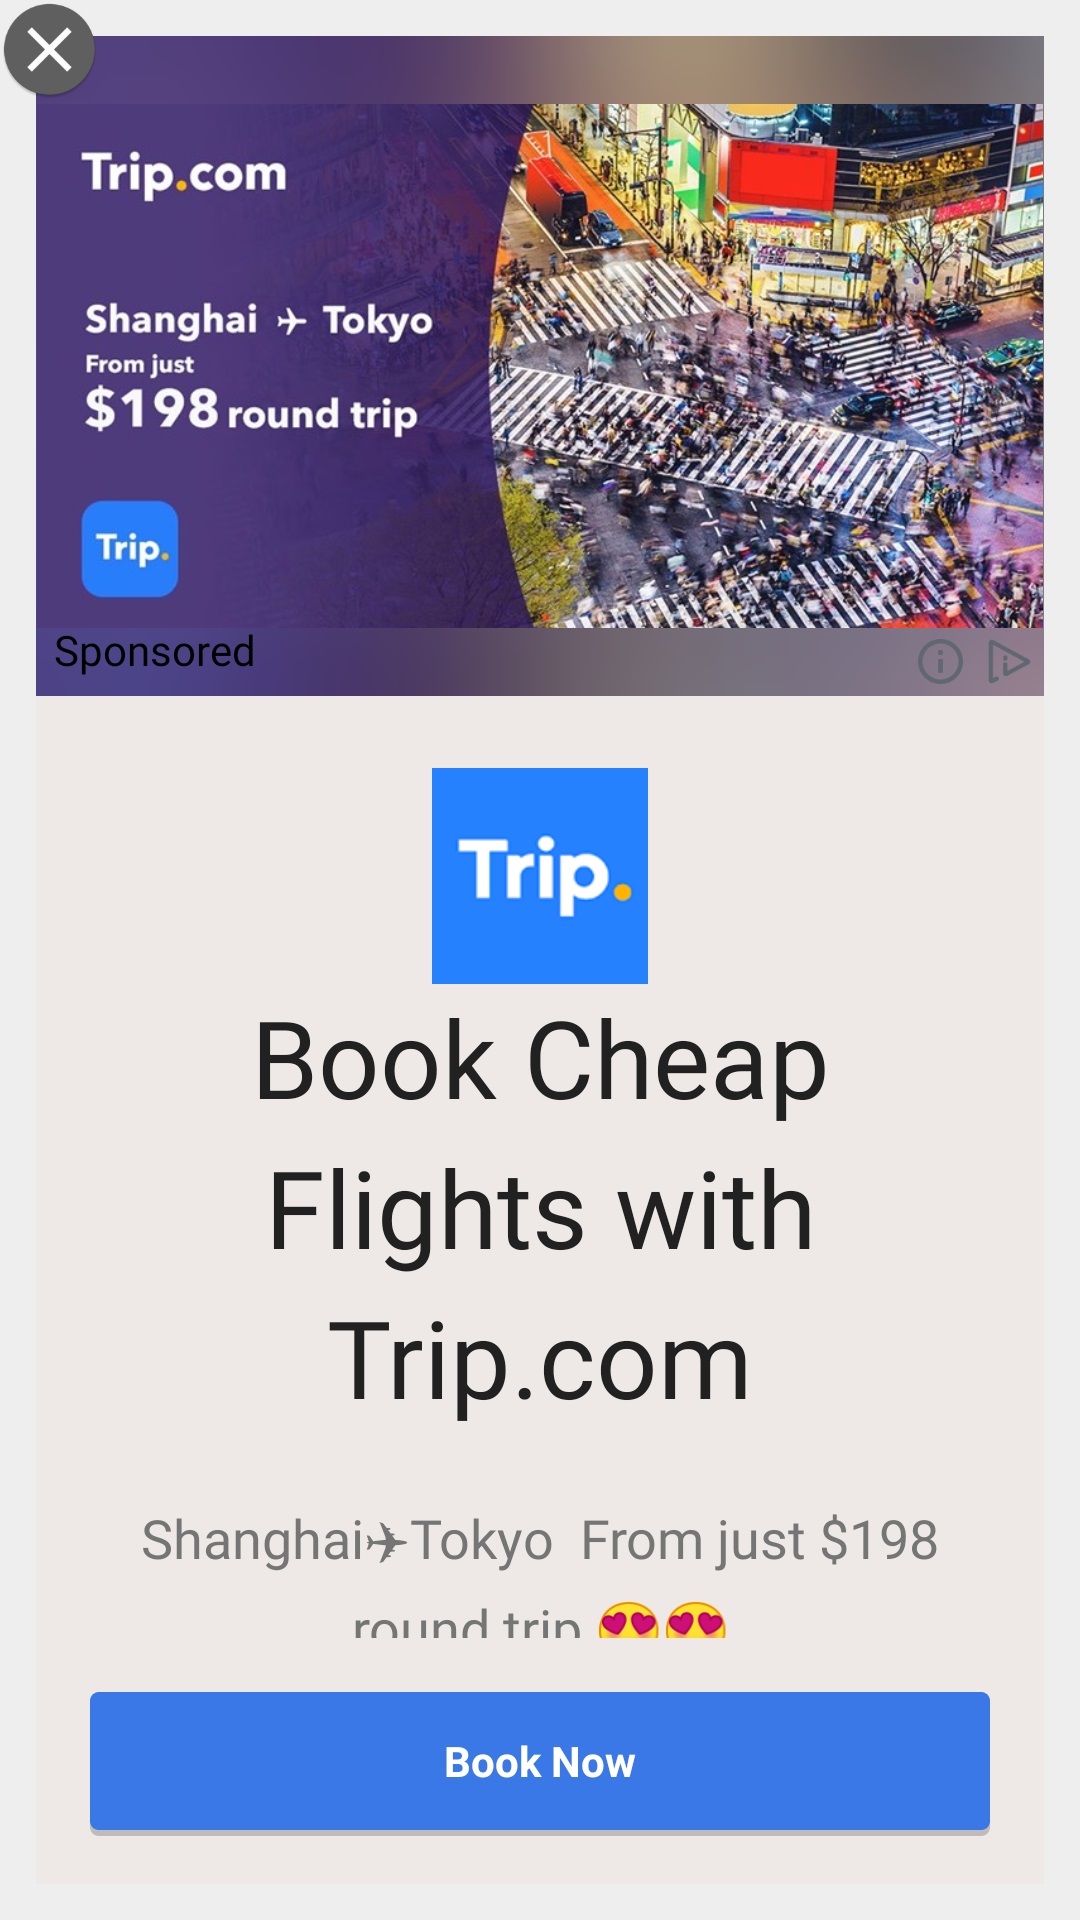 Trip.com
Shanghai ✈ Tokyo
From just
$198 round trip
Trip.
Sponsored
Trip.
Book Cheap
Flights with
Trip.com
Shanghai✈Tokyo From just $198
round trip 😍😍
Book Now